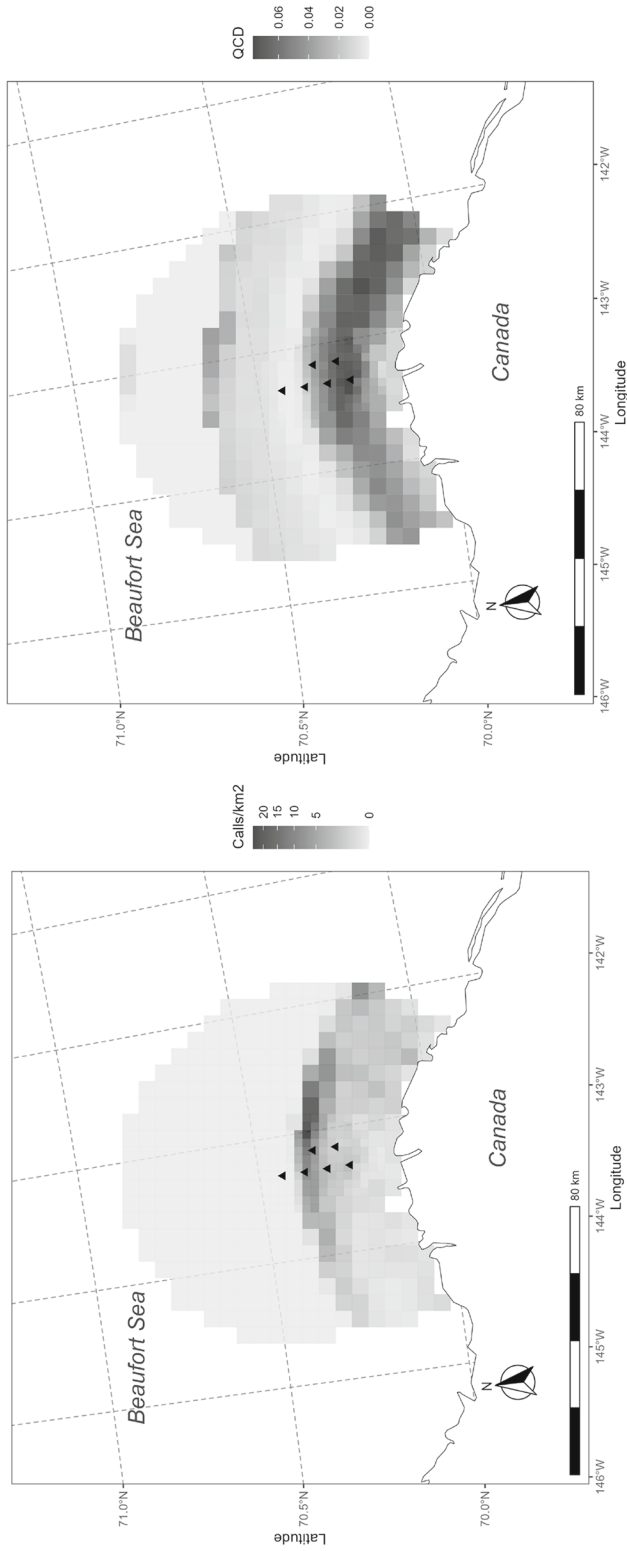 Calls/km2
20
15
10
5
0
Beaufort Sea
Canada
N
80 km
71.0°N
70.5°N
70.0°N
Latitude
146°W
145°W
144°W
143°W
142°W
Longitude
QCD
0.06
0.04
0.02
0.00
Beaufort Sea
Canada
N
80 km
71.0°N
70.5°N
70.0°N
Latitude
146°W
145°W
144°W
143°W
142°W
Longitude